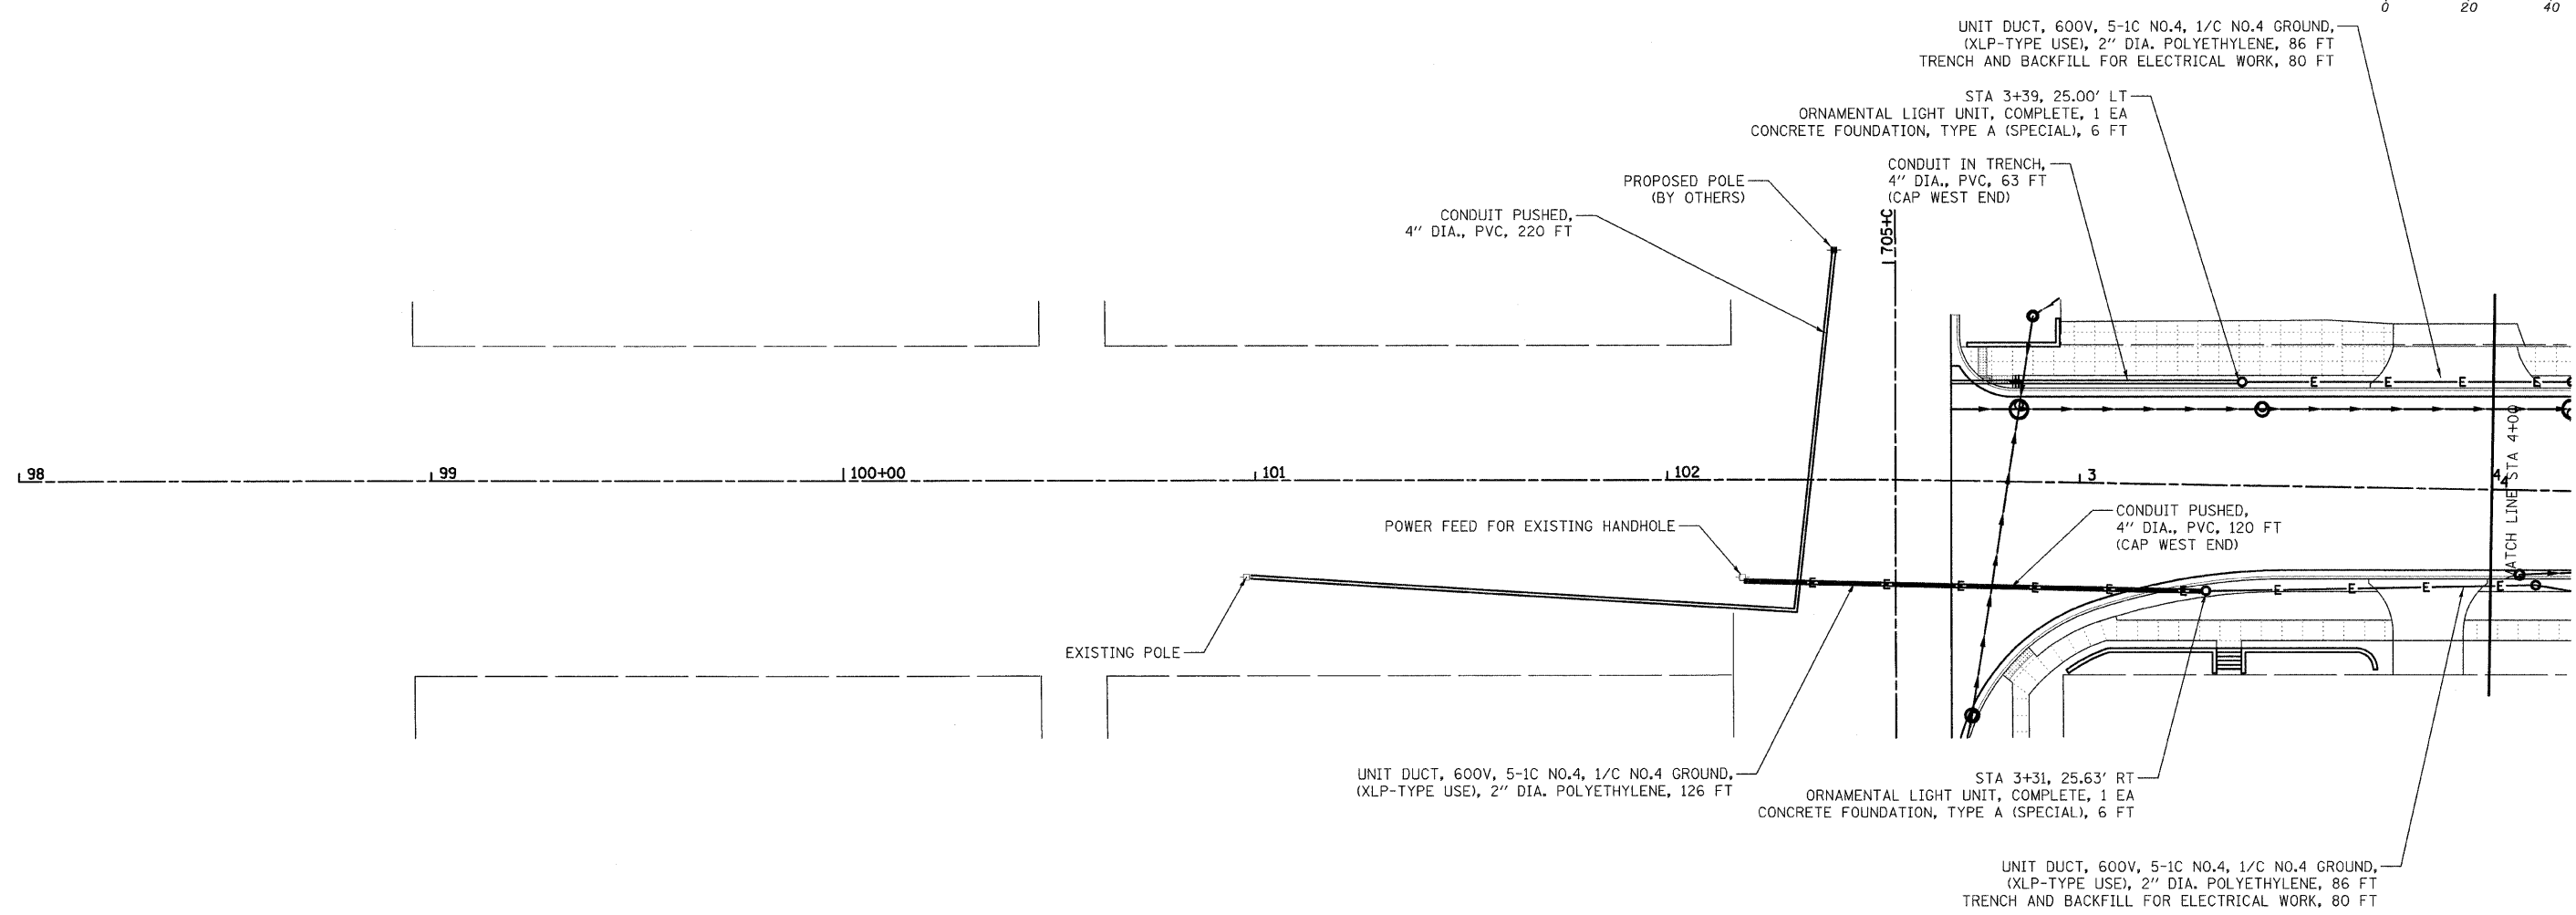 0 20 40
UNIT DUCT, 600V, 5-1C NO.4, 1/C NO.4 GROUND,
(XLP-TYPE USE), 2" DIA. POLYETHYLENE, 86 FT
TRENCH AND BACKFILL FOR ELECTRICAL WORK, 80 FT
STA 3+39, 25.00' LT
ORNAMENTAL LIGHT UNIT, COMPLETE, 1 EA
CONCRETE FOUNDATION, TYPE A (SPECIAL), 6 FT
CONDUIT IN TRENCH,
4" DIA., PVC, 63 FT
(CAP WEST END)
PROPOSED POLE
(BY OTHERS)
CONDUIT PUSHED,
4" DIA., PVC, 220 FT
705+C
E E E E
98 99 100+00 101 102 3 4
4
MATCH LINE STA 4+00
POWER FEED FOR EXISTING HANDHOLE
CONDUIT PUSHED,
4" DIA., PVC, 120 FT
(CAP WEST END)
E E E E E E E E E E
EXISTING POLE
UNIT DUCT, 600V, 5-1C NO.4, 1/C NO.4 GROUND,
(XLP-TYPE USE), 2" DIA. POLYETHYLENE, 126 FT
STA 3+31, 25.63' RT
ORNAMENTAL LIGHT UNIT, COMPLETE, 1 EA
CONCRETE FOUNDATION, TYPE A (SPECIAL), 6 FT
UNIT DUCT, 600V, 5-1C NO.4, 1/C NO.4 GROUND,
(XLP-TYPE USE), 2" DIA. POLYETHYLENE, 86 FT
TRENCH AND BACKFILL FOR ELECTRICAL WORK, 80 FT